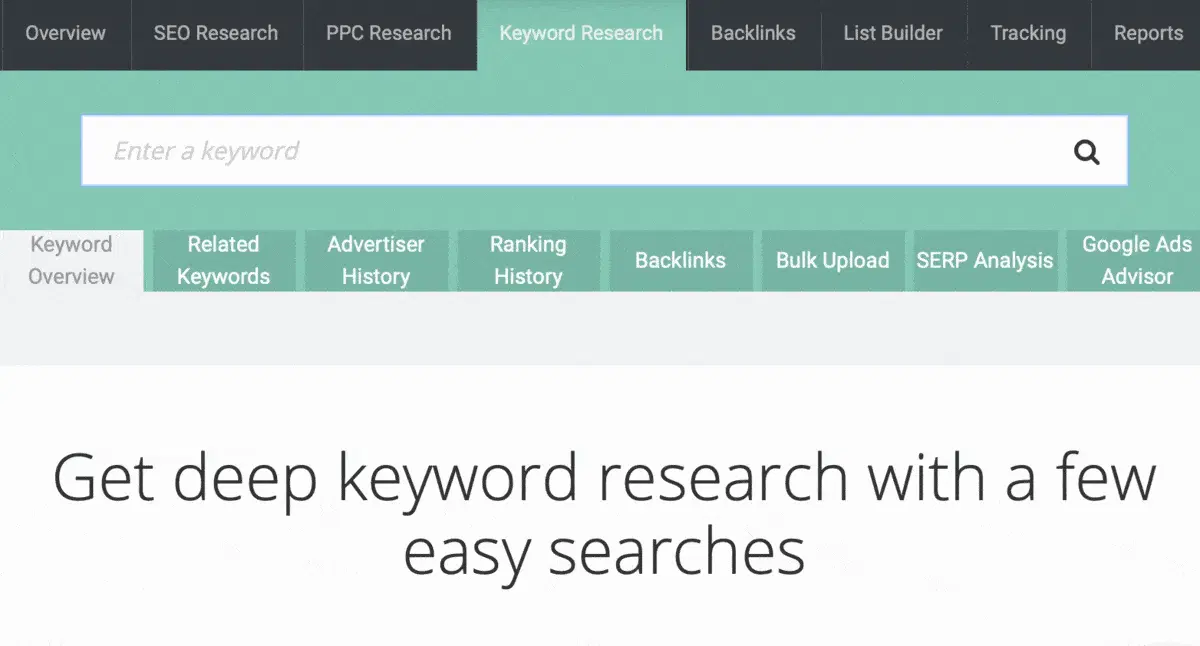 Overview SEO Research PPC Research Keyword Research Backlinks List Builder Tracking Reports
Enter a keyword
Keyword Overview
Related Keywords
Advertiser History
Ranking History
Backlinks
Bulk Upload
SERP Analysis
Google Ads Advisor
Get deep keyword research with a few
easy searches